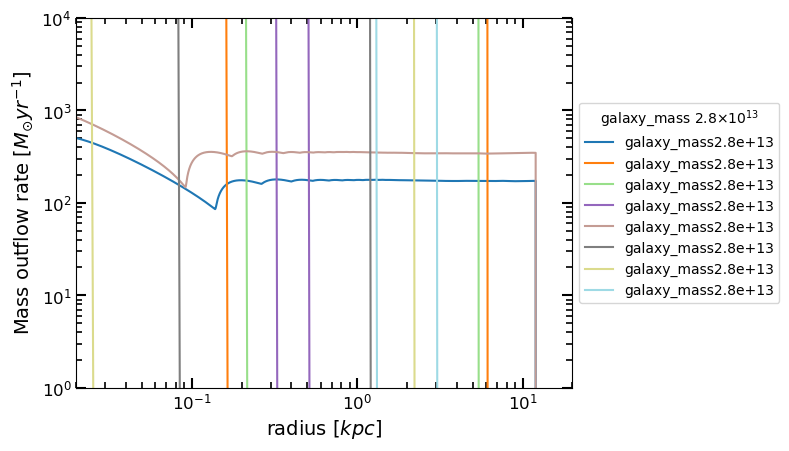 10⁴
10³
10²
10¹
10⁰
Mass outflow rate [M⊙yr⁻¹]
10⁻¹
10⁰
10¹
radius [kpc]
galaxy_mass 2.8×10¹³
galaxy_mass2.8e+13
galaxy_mass2.8e+13
galaxy_mass2.8e+13
galaxy_mass2.8e+13
galaxy_mass2.8e+13
galaxy_mass2.8e+13
galaxy_mass2.8e+13
galaxy_mass2.8e+13